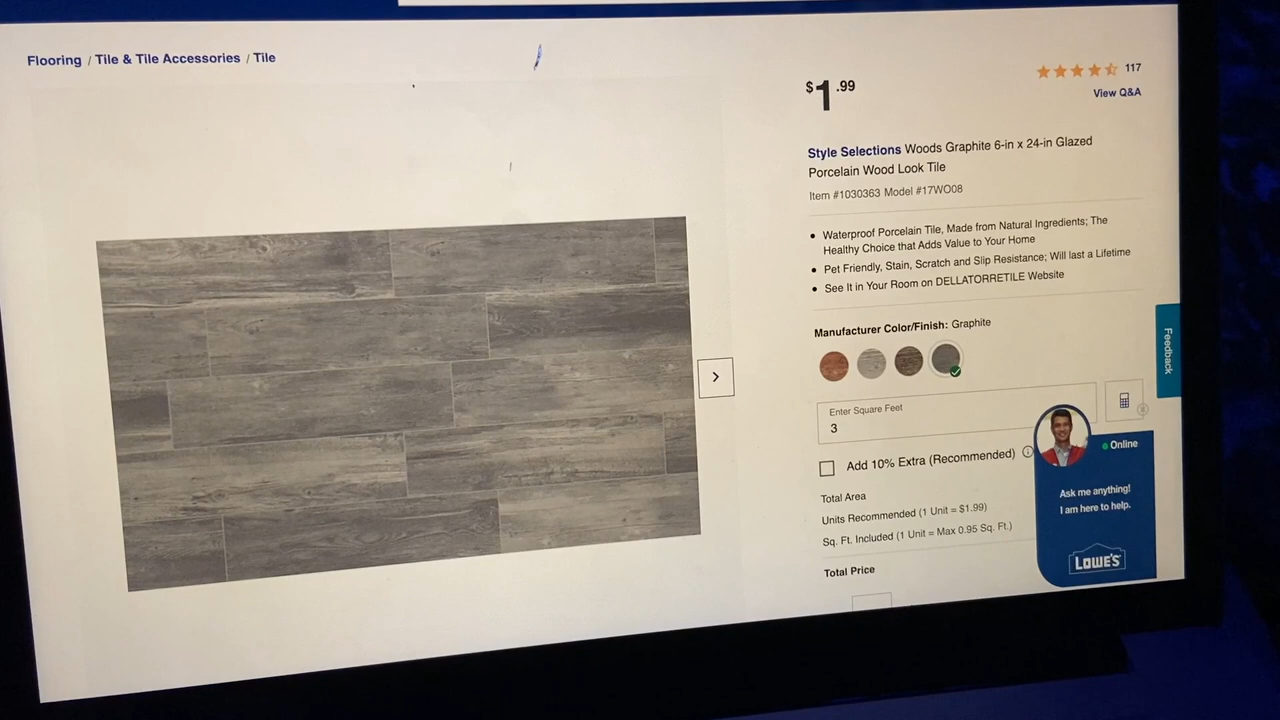 Flooring / Tile & Tile Accessories / Tile
$1.99
117
View Q&A
Style Selections Woods Graphite 6-in x 24-in Glazed
Porcelain Wood Look Tile
Item #1030363 Model #17WO08
• Waterproof Porcelain Tile, Made from Natural Ingredients; The
Healthy Choice that Adds Value to Your Home
• Pet Friendly, Stain, Scratch and Slip Resistance; Will last a Lifetime
• See It in Your Room on DELLATORRETILE Website
Manufacturer Color/Finish: Graphite
Feedback
Enter Square Feet
3
Add 10% Extra (Recommended)
Total Area
Units Recommended (1 Unit = $1.99)
Sq. Ft. Included (1 Unit = Max 0.95 Sq. Ft.)
Total Price
Online
Ask me anything!
I am here to help.
LOWE'S